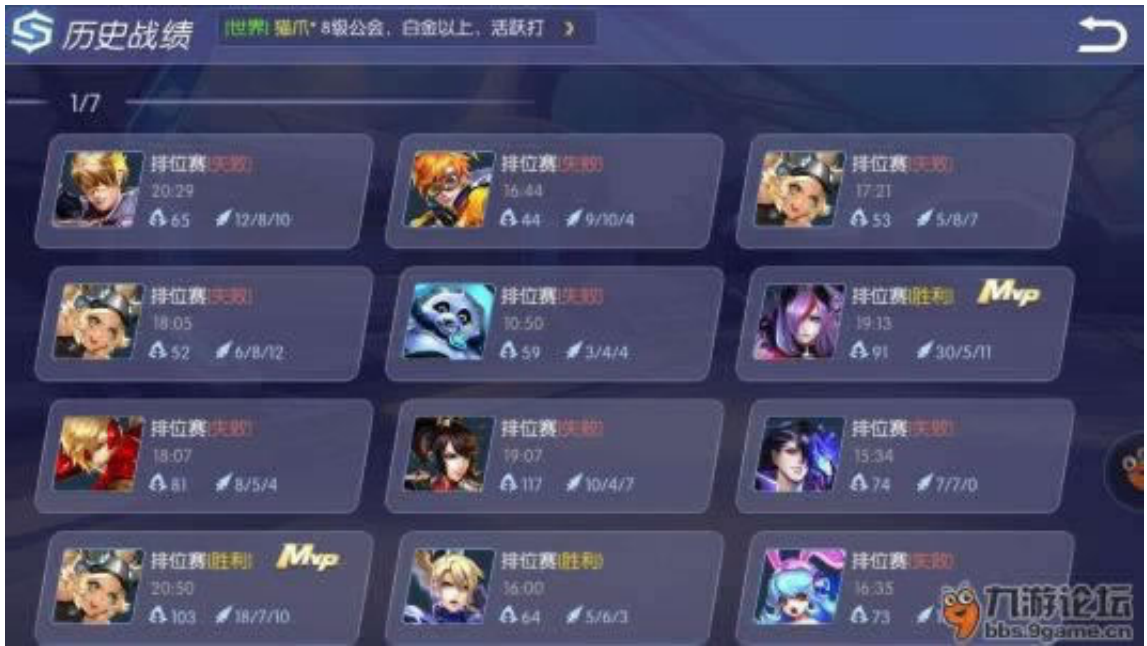 历史战绩
[世界] 猫爪* 8级公会，白金以上，活跃打
1/7
排位赛(失败)
20:29
65 12/8/10
排位赛(失败)
16:44
44 9/10/4
排位赛(失败)
17:21
53 5/8/7
排位赛(失败)
18:05
52 6/8/12
排位赛(失败)
10:50
59 3/4/4
排位赛(胜利) Mvp
19:13
91 30/5/11
排位赛(失败)
18:07
81 8/5/4
排位赛(失败)
19:07
117 10/4/7
排位赛(失败)
15:34
74 7/7/0
排位赛(胜利) Mvp
20:50
103 18/7/10
排位赛(胜利)
16:00
64 5/6/3
排位赛(失败)
16:35
73
九游论坛
bbs.9game.cn